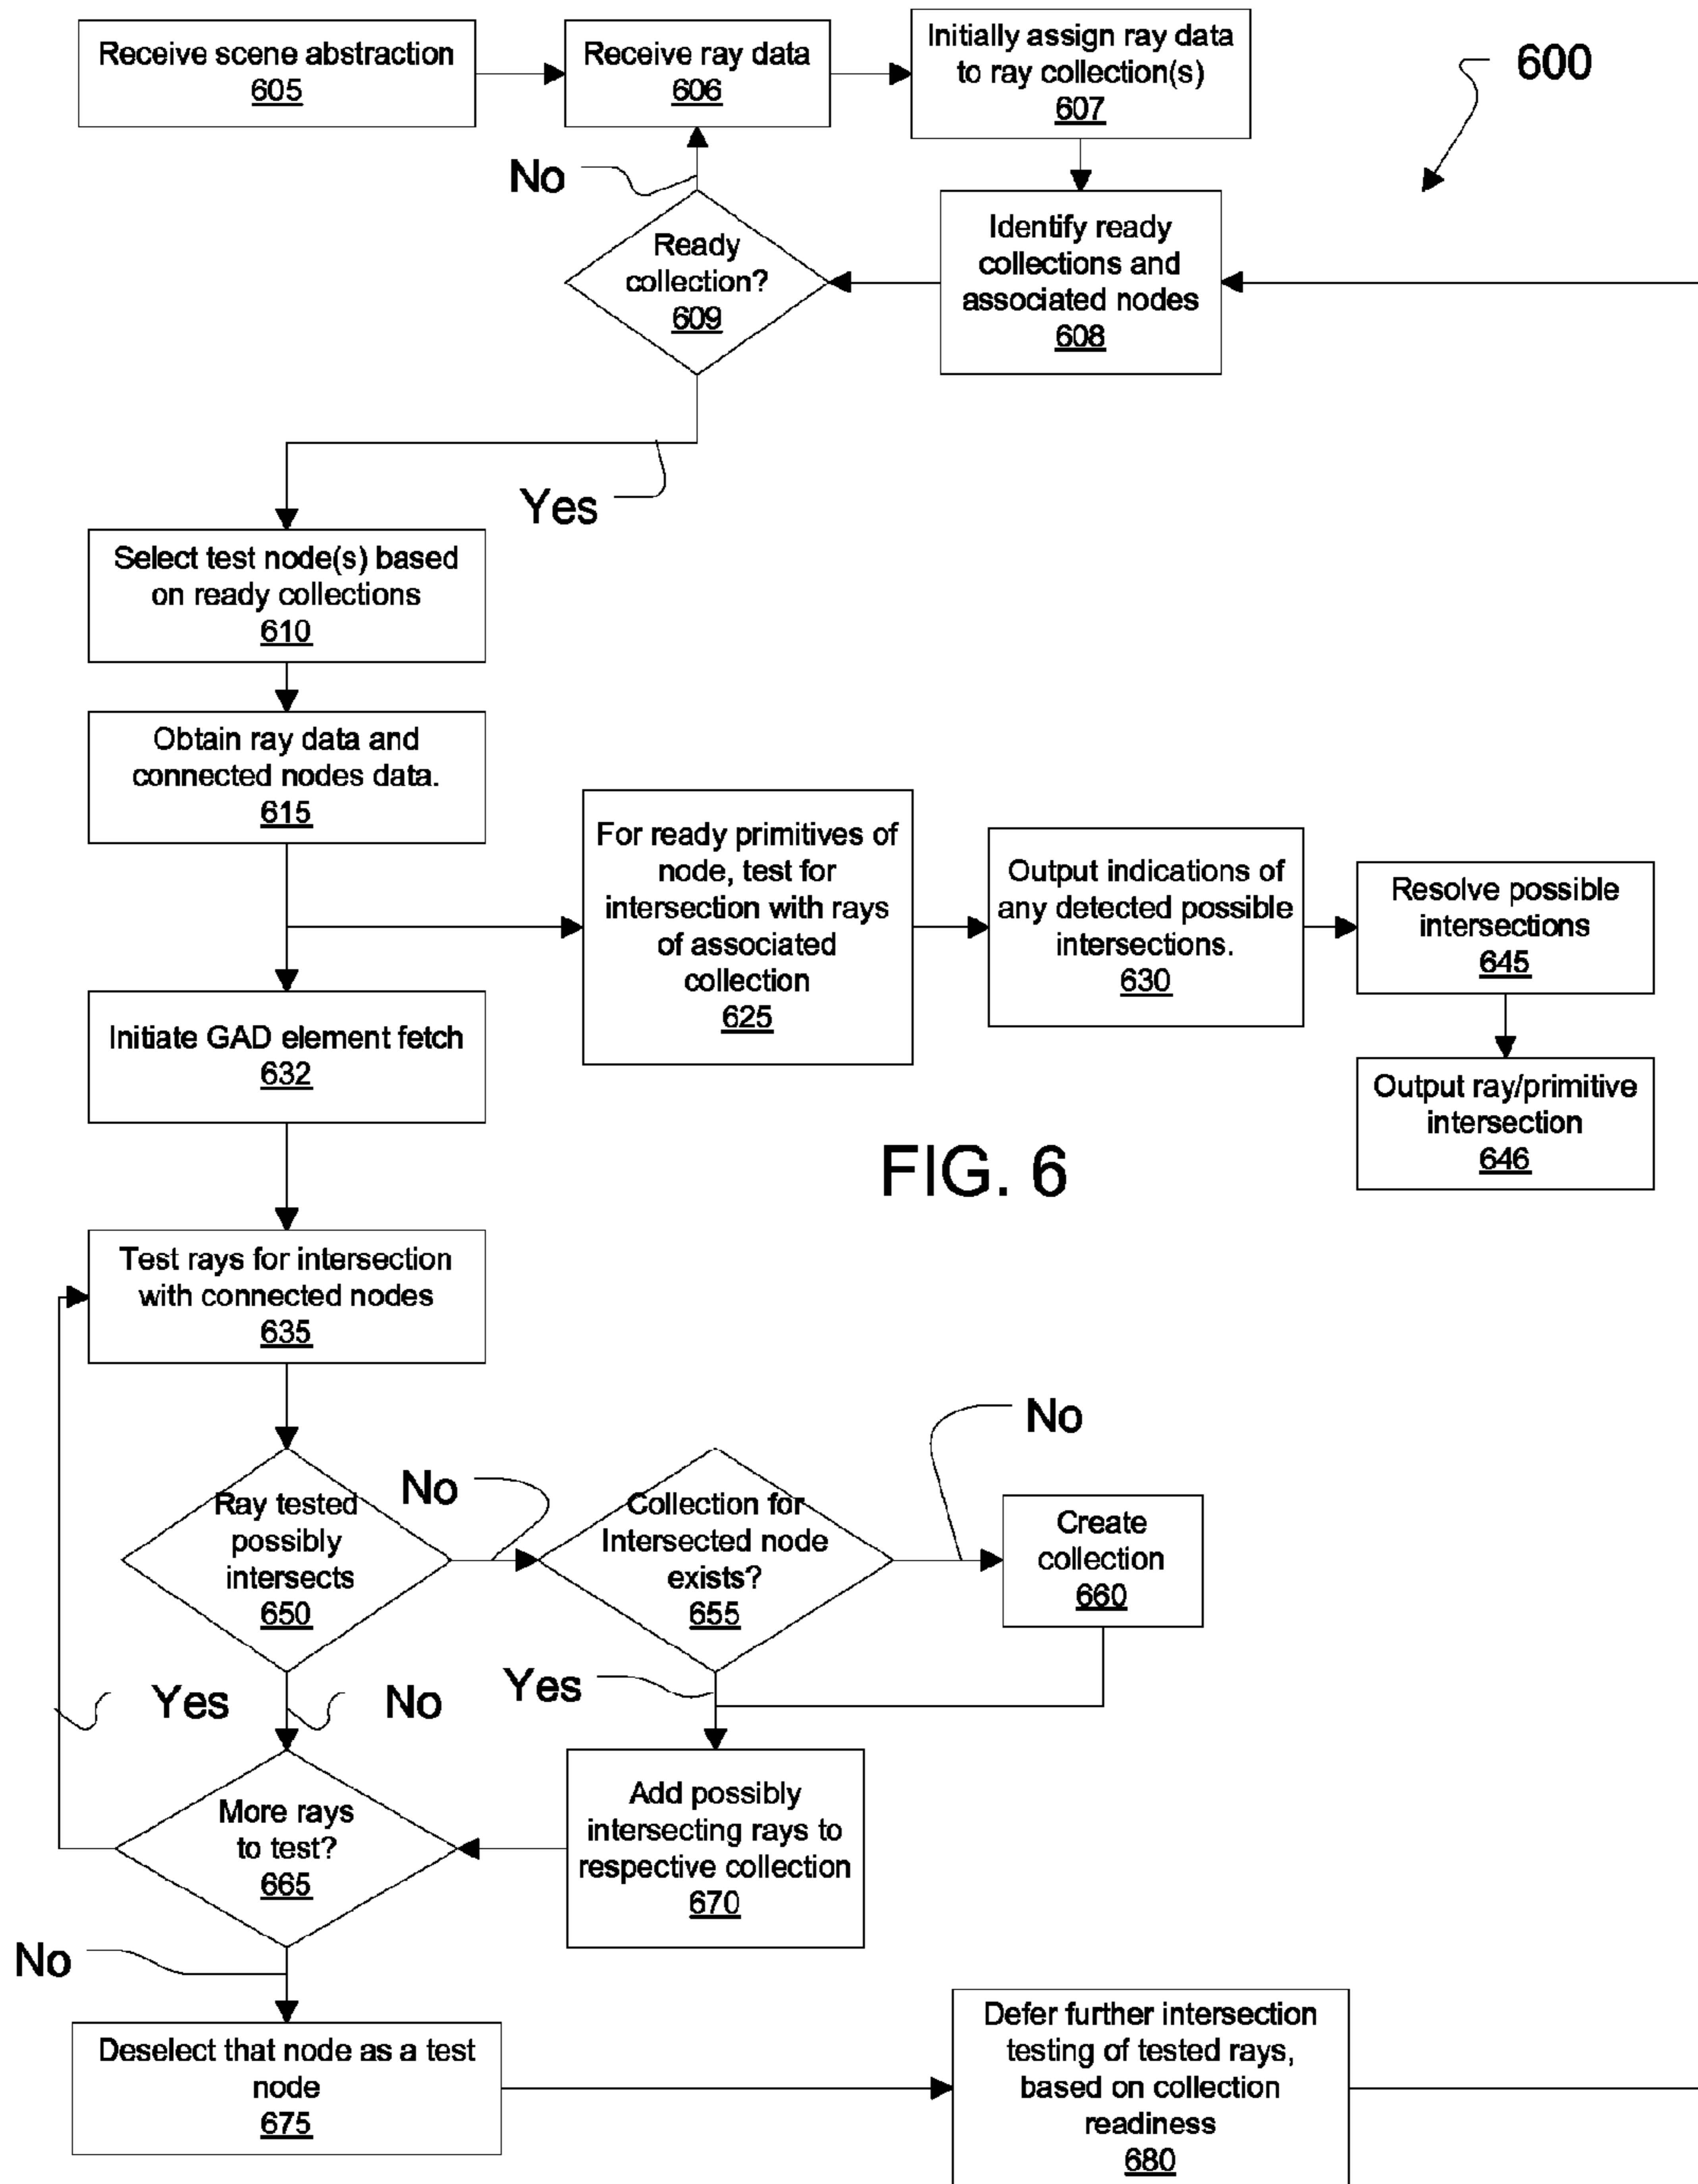 Receive scene abstraction
605
Receive ray data
606
Initially assign ray data
to ray collection(s)
607
600
No
Ready
collection?
609
Identify ready
collections and
associated nodes
608
Yes
Select test node(s) based
on ready collections
610
Obtain ray data and
connected nodes data.
615
For ready primitives of
node, test for
intersection with rays
of associated
collection
625
Output indications of
any detected possible
intersections.
630
Resolve possible
intersections
645
Initiate GAD element fetch
632
Output ray/primitive
intersection
646
FIG. 6
Test rays for intersection
with connected nodes
635
Ray tested
possibly
intersects
650
No
Collection for
Intersected node
exists?
655
No
Create
collection
660
Yes
No
Yes
More rays
to test?
665
Add possibly
intersecting rays to
respective collection
670
No
Deselect that node as a test
node
675
Defer further intersection
testing of tested rays,
based on collection
readiness
680